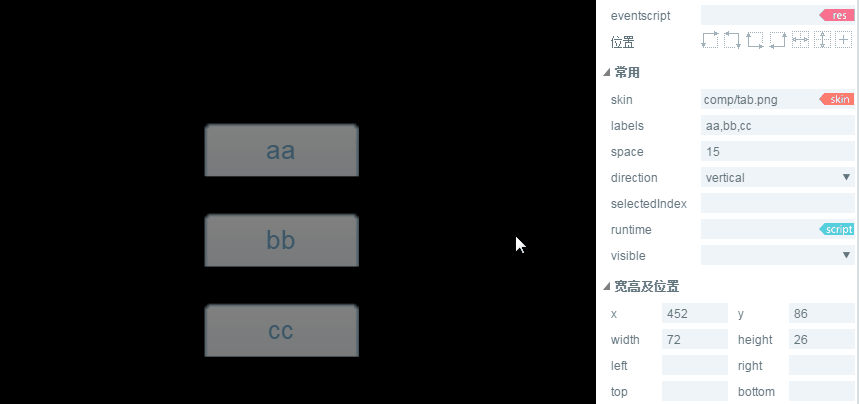 aa
bb
cc
eventscript res
位置
常用
skin comp/tab.png skin
labels aa,bb,cc
space 15
direction vertical
selectedIndex
runtime script
visible
宽高及位置
x 452 y 86
width 72 height 26
left right
top bottom